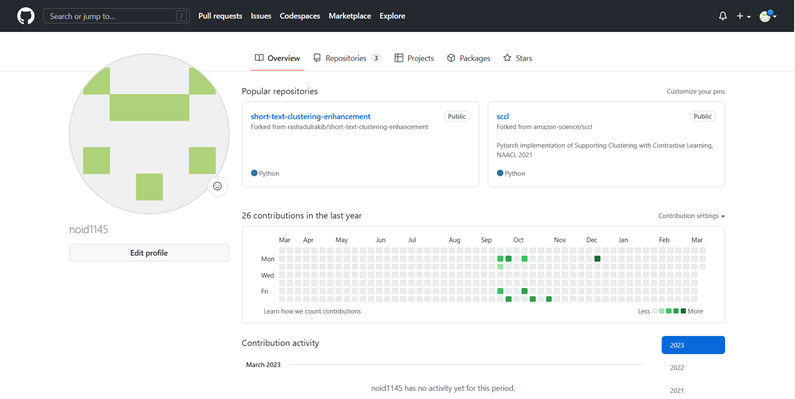 Search or jump to... / Pull requests Issues Codespaces Marketplace Explore
Overview Repositories 3 Projects Packages Stars
Popular repositories Customize your pins
short-text-clustering-enhancement Public
Forked from rashadulrakib/short-text-clustering-enhancement
Python
sccl Public
Forked from amazon-science/sccl
Pytorch implementation of Supporting Clustering with Contrastive Learning,
NAACL 2021
Python
noid1145
Edit profile
26 contributions in the last year Contribution settings
Mar Apr May Jun Jul Aug Sep Oct Nov Dec Jan Feb Mar
Mon
Wed
Fri
Learn how we count contributions Less More
Contribution activity
2023
2022
2021
March 2023
noid1145 has no activity yet for this period.